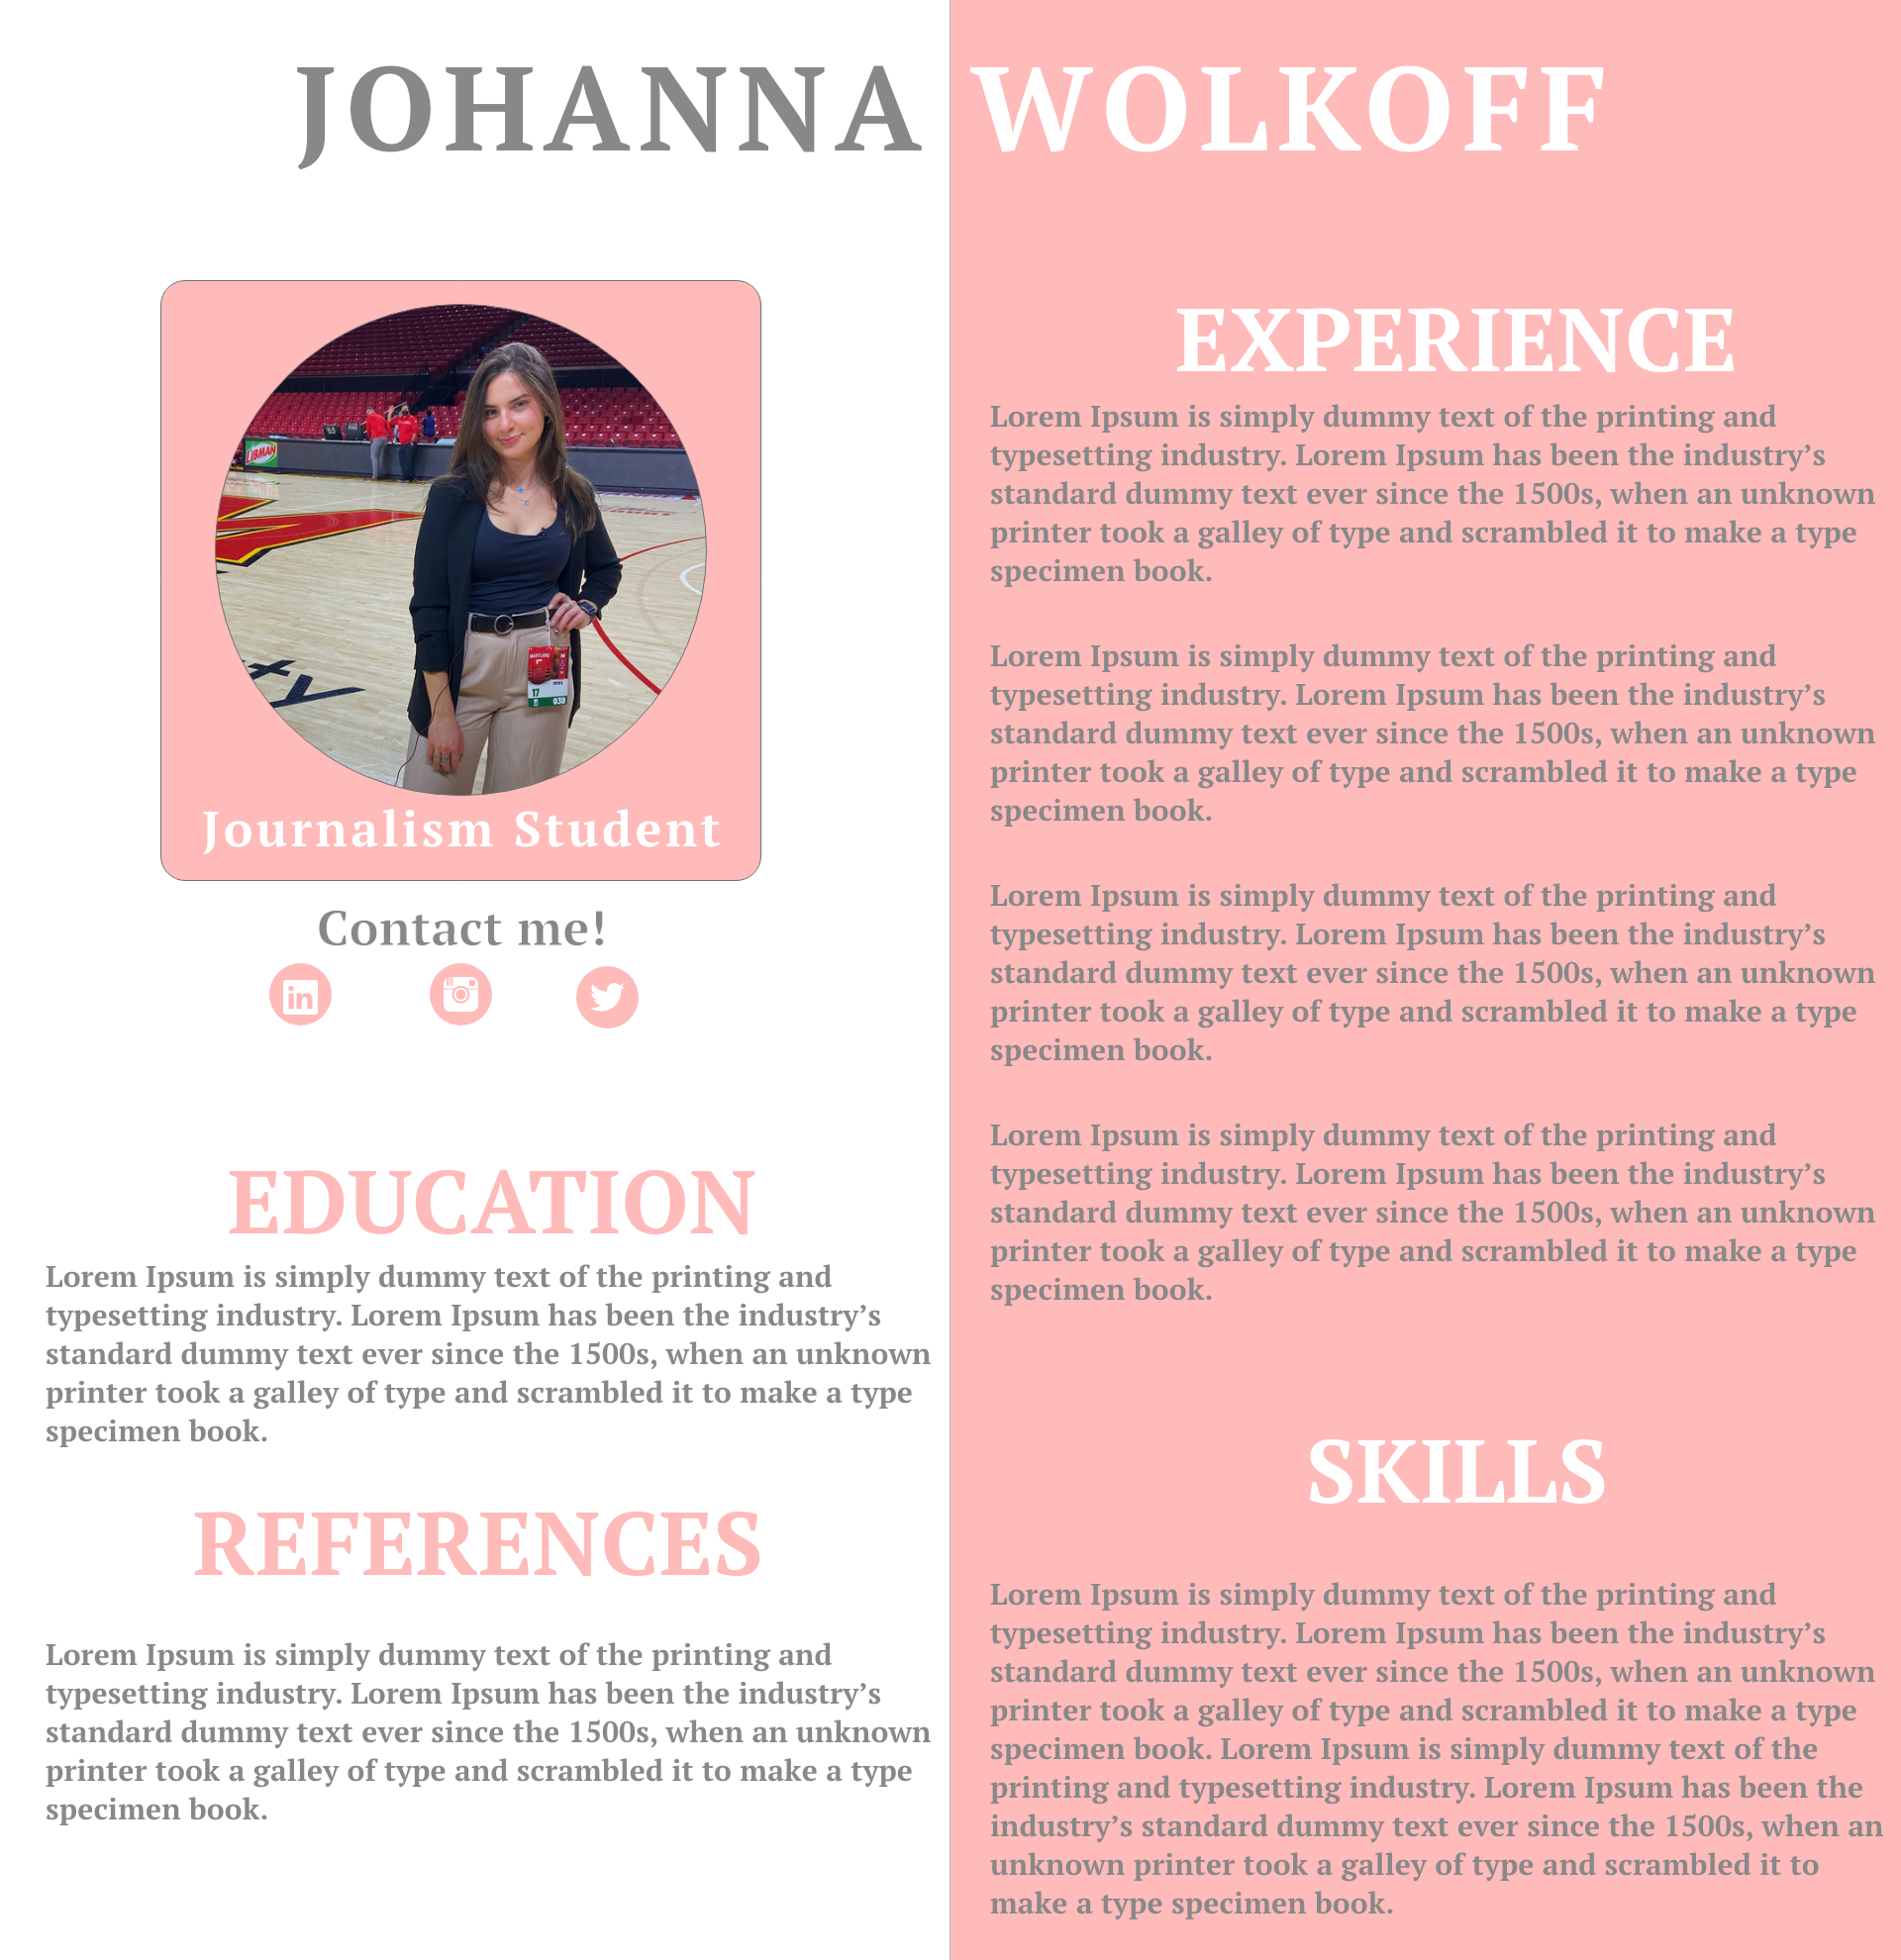 JOHANNA WOLKOFF
LIBMAN
MARYLAND
17
030
Journalism Student
Contact me!
in
EDUCATION
Lorem Ipsum is simply dummy text of the printing and
typesetting industry. Lorem Ipsum has been the industry’s
standard dummy text ever since the 1500s, when an unknown
printer took a galley of type and scrambled it to make a type
specimen book.
REFERENCES
Lorem Ipsum is simply dummy text of the printing and
typesetting industry. Lorem Ipsum has been the industry’s
standard dummy text ever since the 1500s, when an unknown
printer took a galley of type and scrambled it to make a type
specimen book.
EXPERIENCE
Lorem Ipsum is simply dummy text of the printing and
typesetting industry. Lorem Ipsum has been the industry’s
standard dummy text ever since the 1500s, when an unknown
printer took a galley of type and scrambled it to make a type
specimen book.
Lorem Ipsum is simply dummy text of the printing and
typesetting industry. Lorem Ipsum has been the industry’s
standard dummy text ever since the 1500s, when an unknown
printer took a galley of type and scrambled it to make a type
specimen book.
Lorem Ipsum is simply dummy text of the printing and
typesetting industry. Lorem Ipsum has been the industry’s
standard dummy text ever since the 1500s, when an unknown
printer took a galley of type and scrambled it to make a type
specimen book.
Lorem Ipsum is simply dummy text of the printing and
typesetting industry. Lorem Ipsum has been the industry’s
standard dummy text ever since the 1500s, when an unknown
printer took a galley of type and scrambled it to make a type
specimen book.
SKILLS
Lorem Ipsum is simply dummy text of the printing and
typesetting industry. Lorem Ipsum has been the industry’s
standard dummy text ever since the 1500s, when an unknown
printer took a galley of type and scrambled it to make a type
specimen book. Lorem Ipsum is simply dummy text of the
printing and typesetting industry. Lorem Ipsum has been the
industry’s standard dummy text ever since the 1500s, when an
unknown printer took a galley of type and scrambled it to
make a type specimen book.